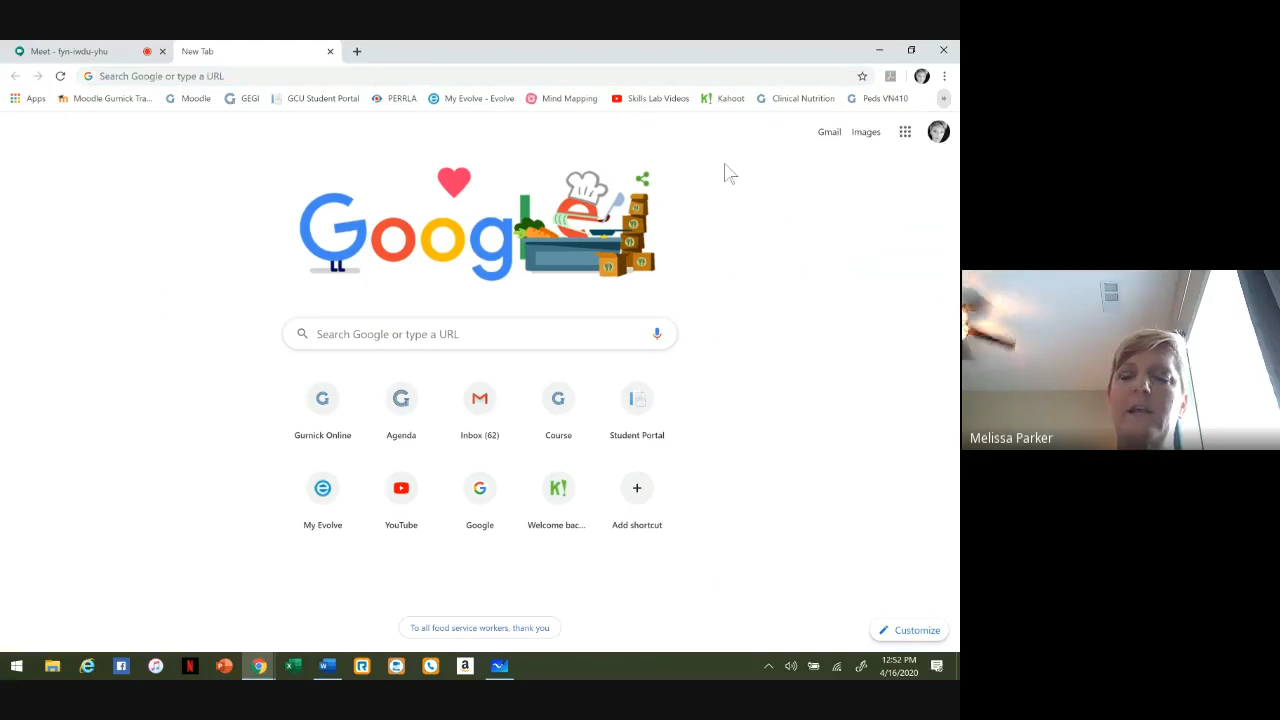 Meet - fyn-iwdu-yhu
New Tab
Search Google or type a URL
Apps
Moodle Gurnick Tra...
Moodle
GEGI
GCU Student Portal
PERRLA
My Evolve - Evolve
Mind Mapping
Skills Lab Videos
Kahoot
Clinical Nutrition
Peds VN410
»
Gmail
Images
Google
Search Google or type a URL
Gurnick Online
Agenda
Inbox (62)
Course
Student Portal
K!
My Evolve
YouTube
Google
Welcome bac...
Add shortcut
To all food service workers, thank you
Customize
12:52 PM
4/16/2020
Melissa Parker